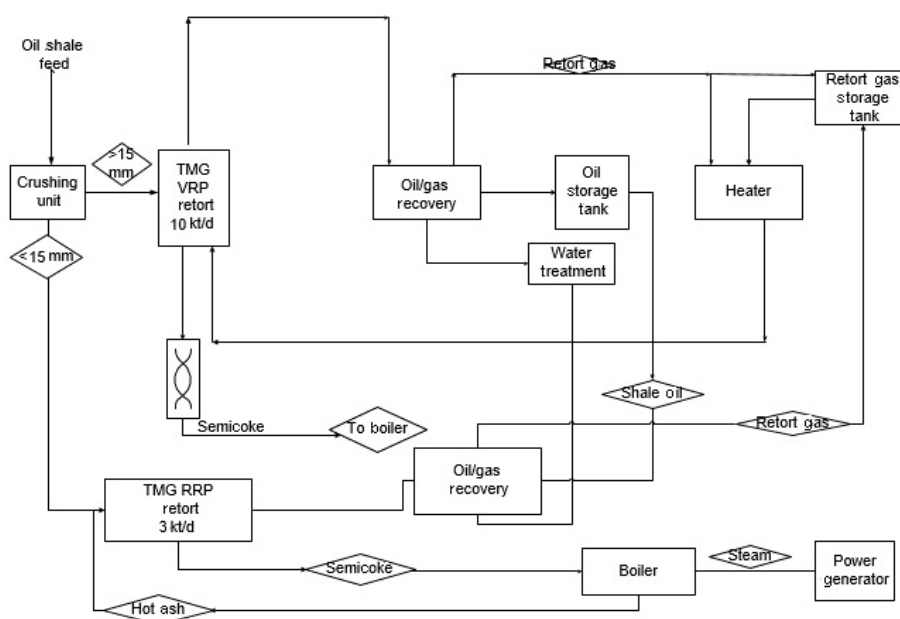 Oil shale
feed
Retort gas
Retort gas
storage
tank
>15
mm
Crushing
unit
TMG
VRP
retort
10 kt/d
Oil/gas
recovery
Oil
storage
tank
Heater
<15 mm
Water
treatment
Shale oil
Semicoke
To boiler
Retort gas
Oil/gas
recovery
TMG RRP
retort
3 kt/d
Semicoke
Boiler
Steam
Power
generator
Hot ash